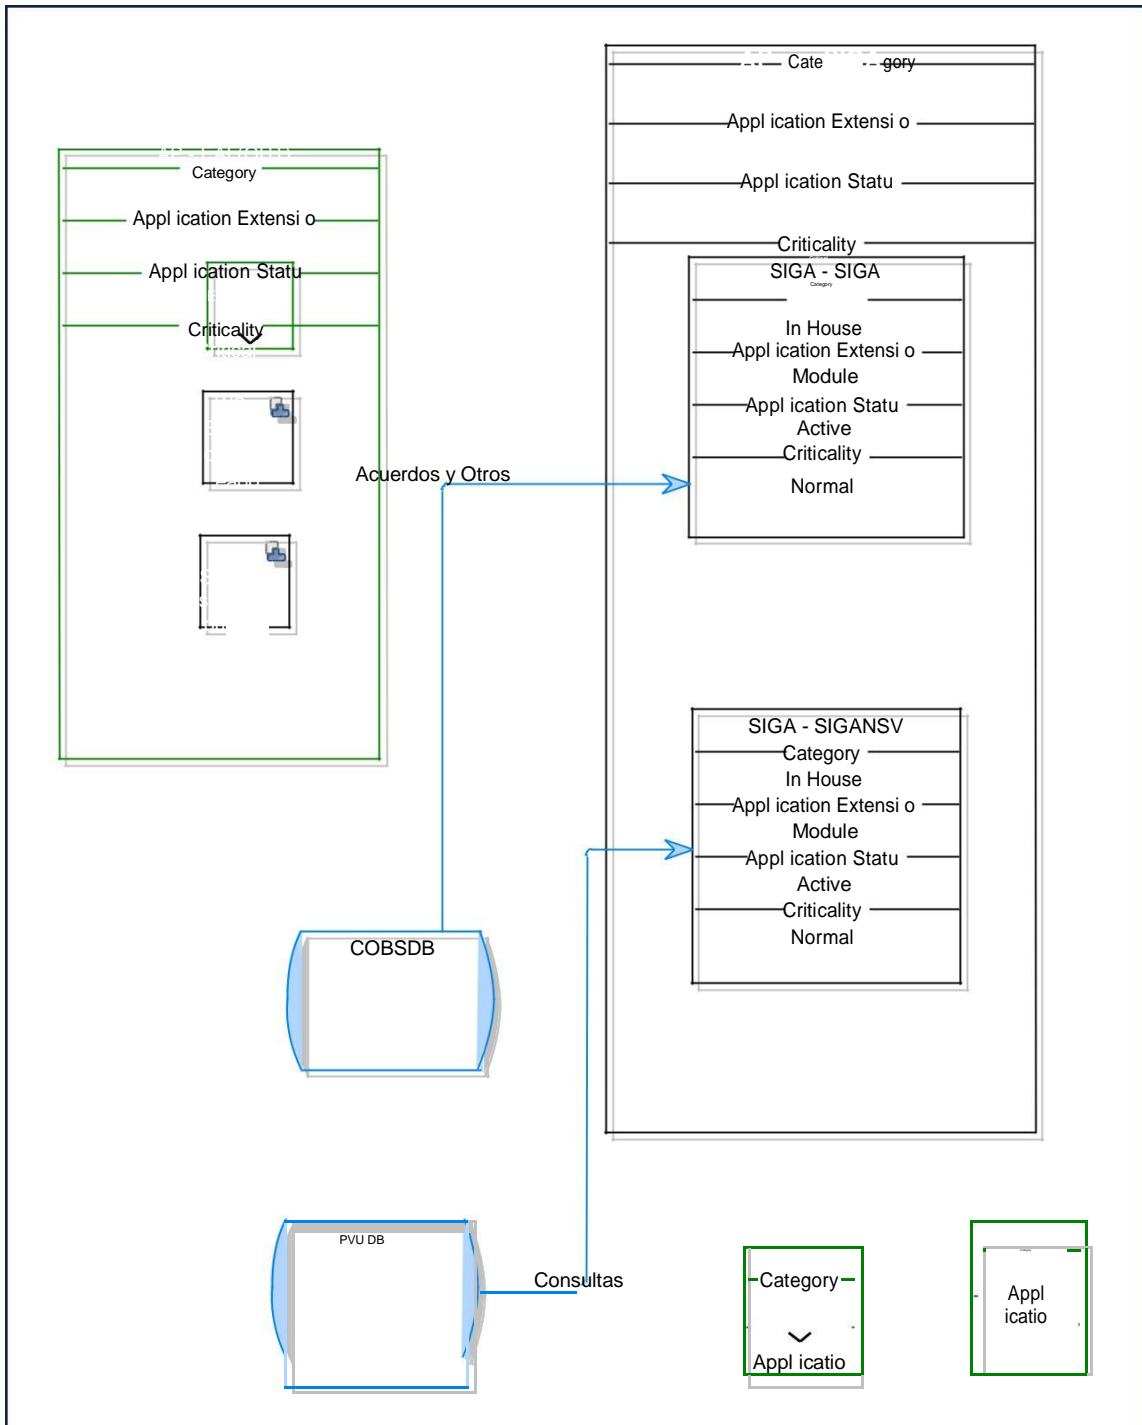 Category
Appl ication Extensi o
Appl ication Statu
Criticality
Cate gory
Appl ication Extensi o
Appl ication Statu
Criticality
SIGA - SIGA
Category
In House
Appl ication Extensi o
Module
Appl ication Statu
Active
Criticality
Normal
Acuerdos y Otros
SIGA - SIGANSV
Category
In House
Appl ication Extensi o
Module
Appl ication Statu
Active
Criticality
Normal
COBSDB
PVU DB
Consultas
Category
Appl icatio
Appl
icatio